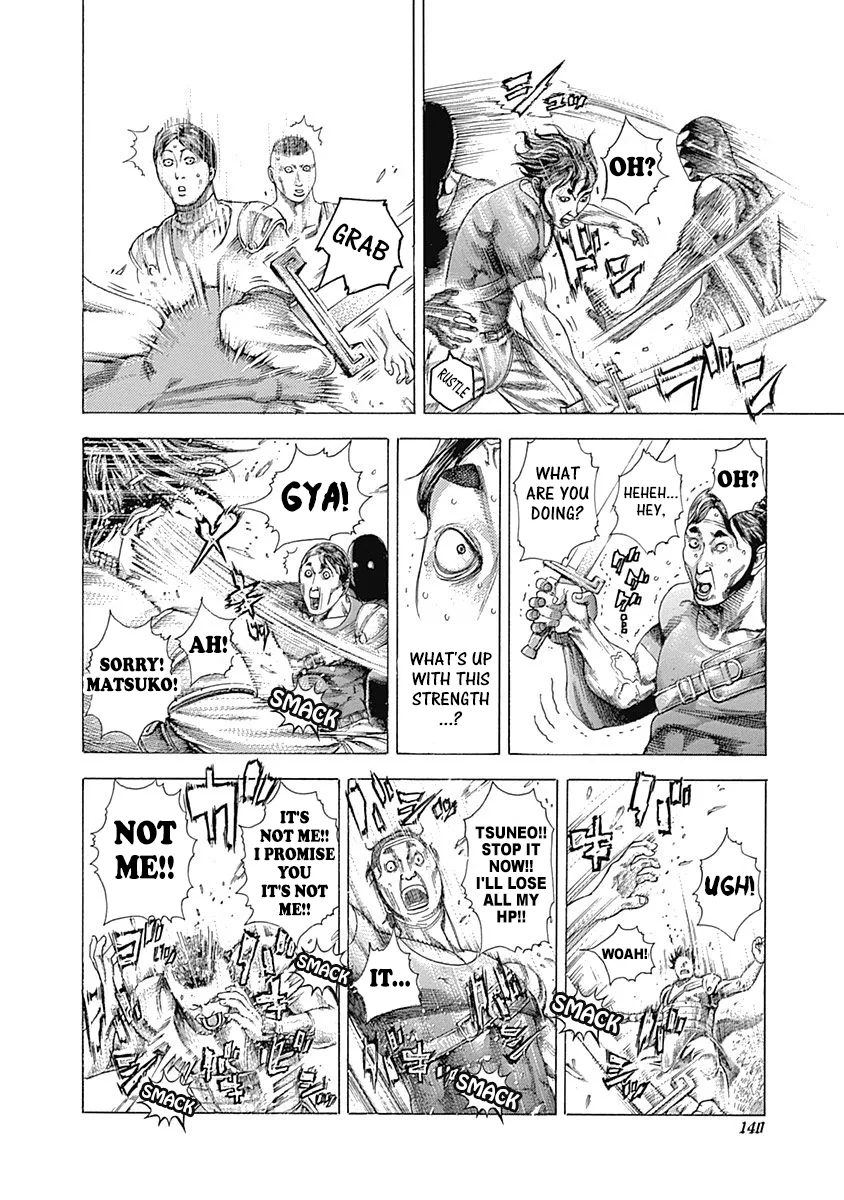 OH?
RUSTLE
GRAB
OH?
HEHEH...
HEY,
WHAT
ARE YOU
DOING?
WHAT'S UP
WITH THIS
STRENGTH
...?
GYA!
AH!
SORRY!
MATSUKO!
SMACK
UGH!
WOAH!
SMACK
TSUNEO!!
STOP IT
NOW!!
I'LL LOSE
ALL MY
HP!!
IT...
SMACK
IT'S
NOT ME!!
I PROMISE
YOU
IT'S NOT
ME!!
NOT
ME!!
SMACK
SMACK